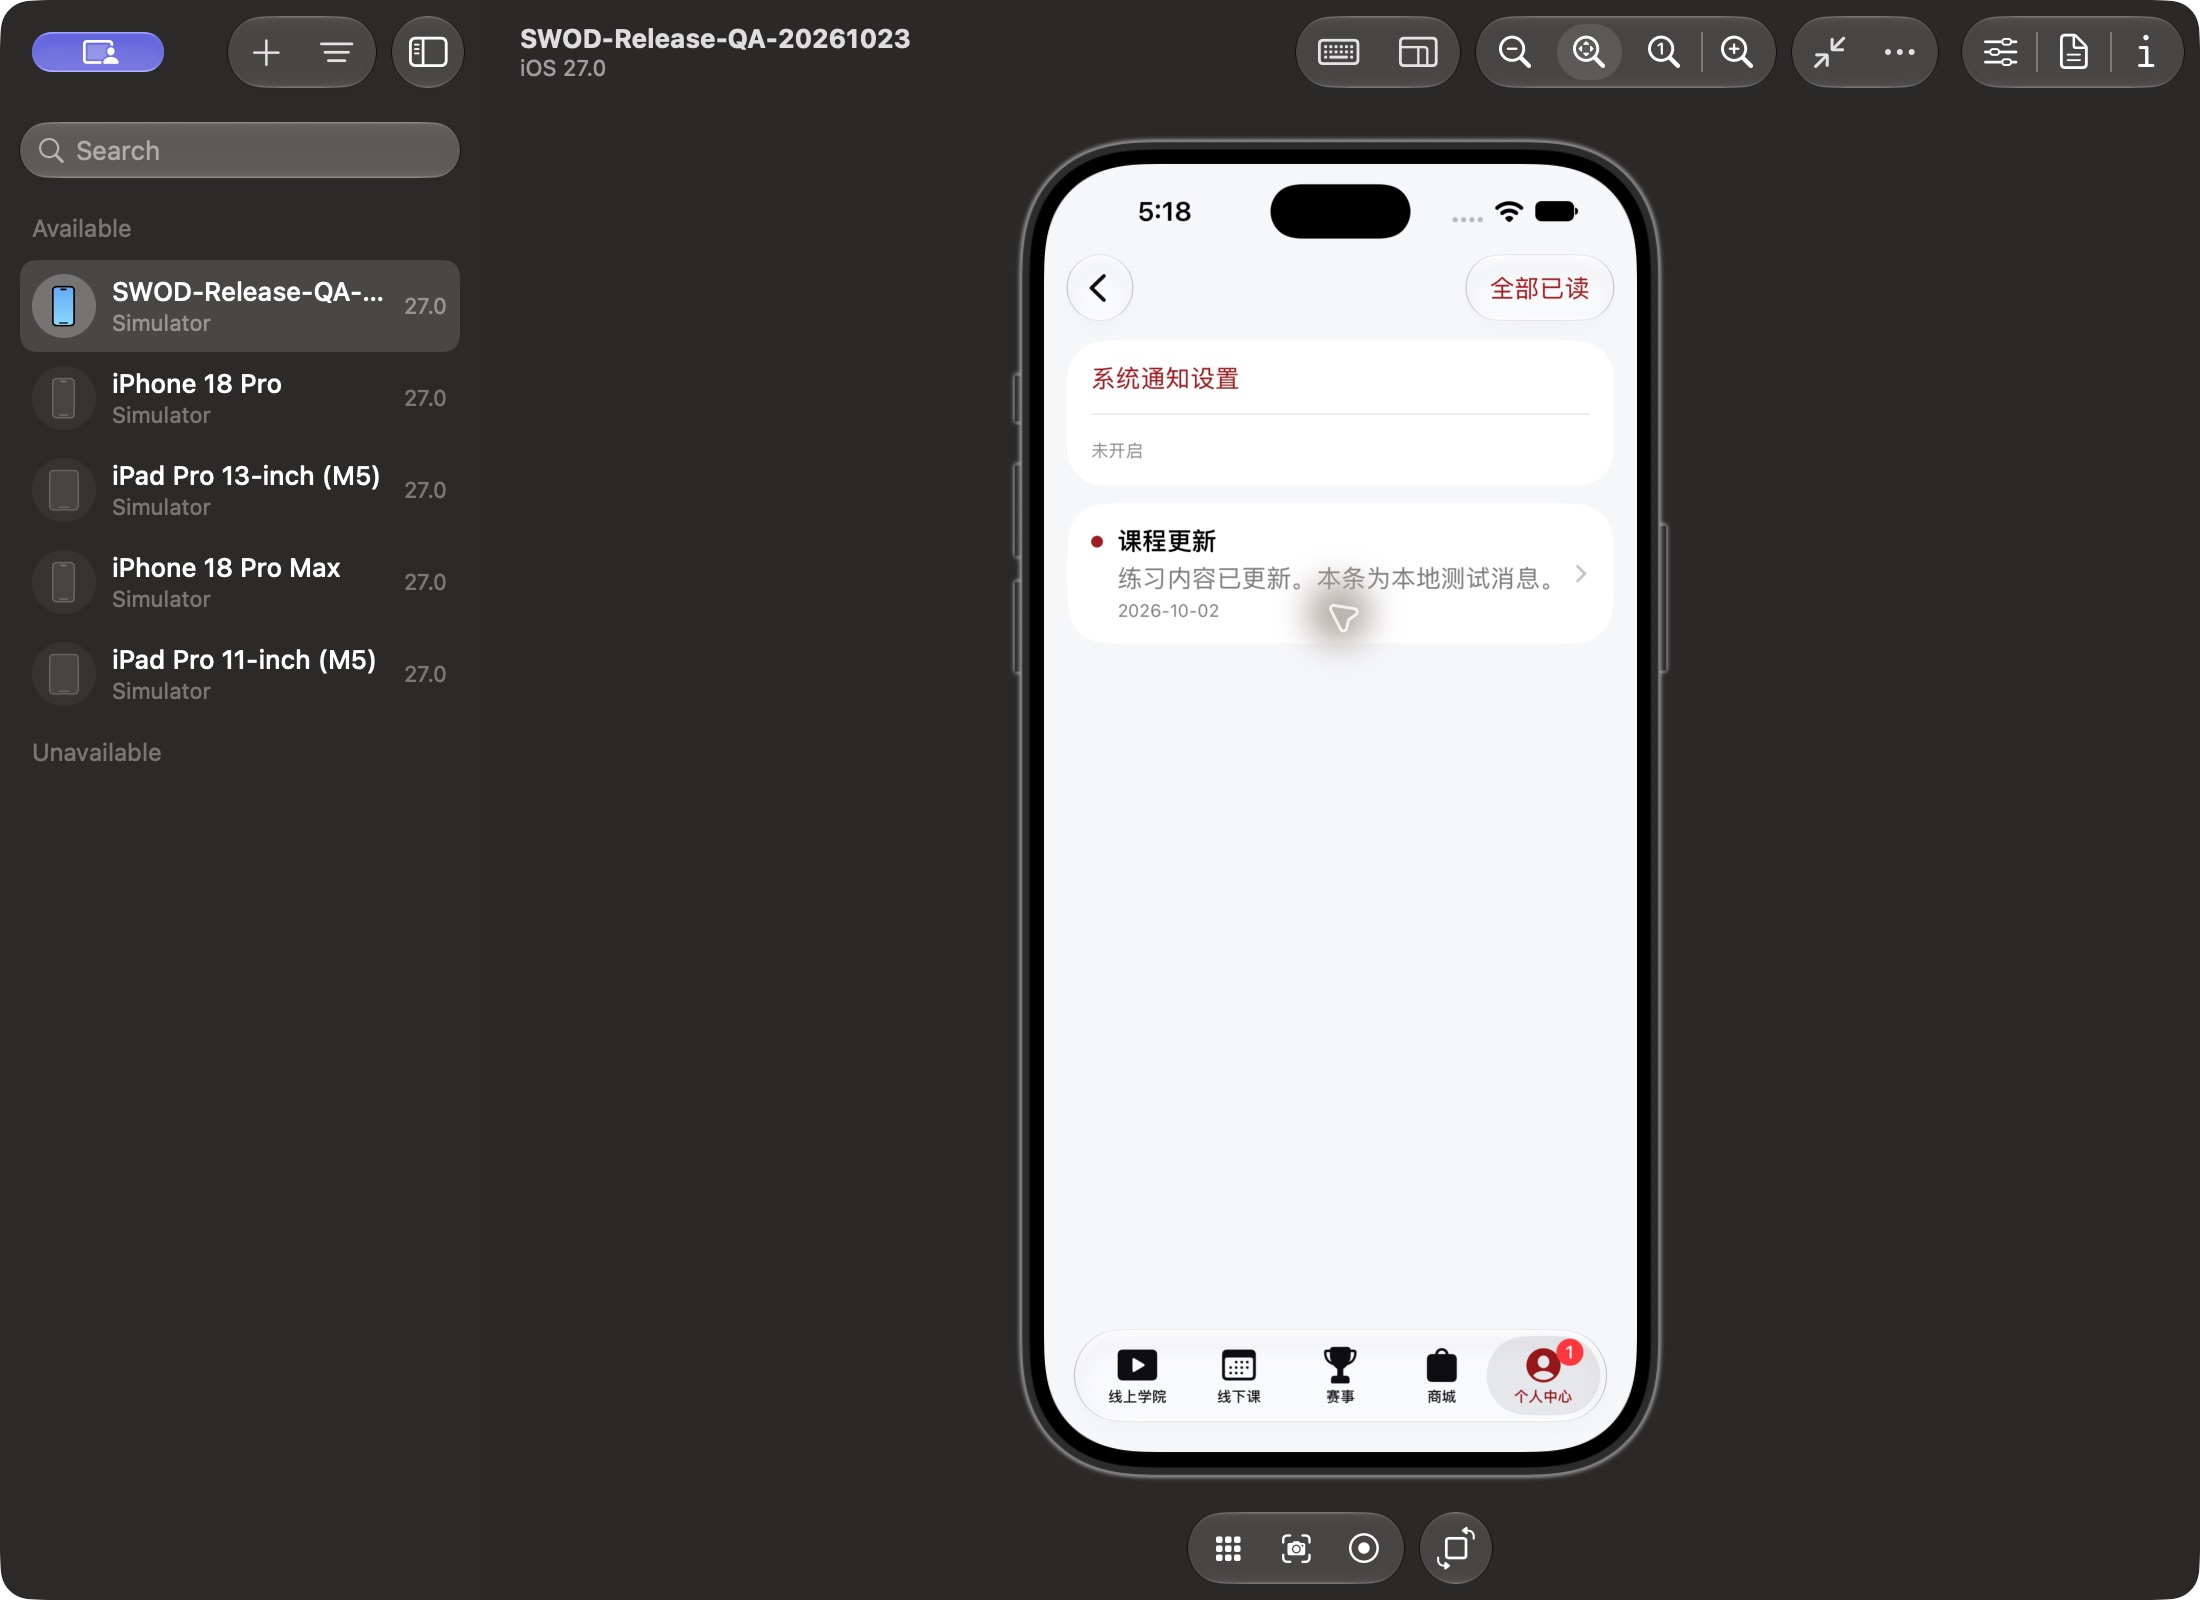 SWOD-Release-QA-20261023
iOS 27.0
Search
Available
SWOD-Release-QA-...
Simulator
27.0
iPhone 18 Pro
Simulator
27.0
iPad Pro 13-inch (M5)
Simulator
27.0
iPhone 18 Pro Max
Simulator
27.0
iPad Pro 11-inch (M5)
Simulator
27.0
Unavailable
5:18
全部已读
系统通知设置
未开启
课程更新
练习内容已更新。本条为本地测试消息。
2026-10-02
线上学院
线下课
赛事
商城
1
个人中心